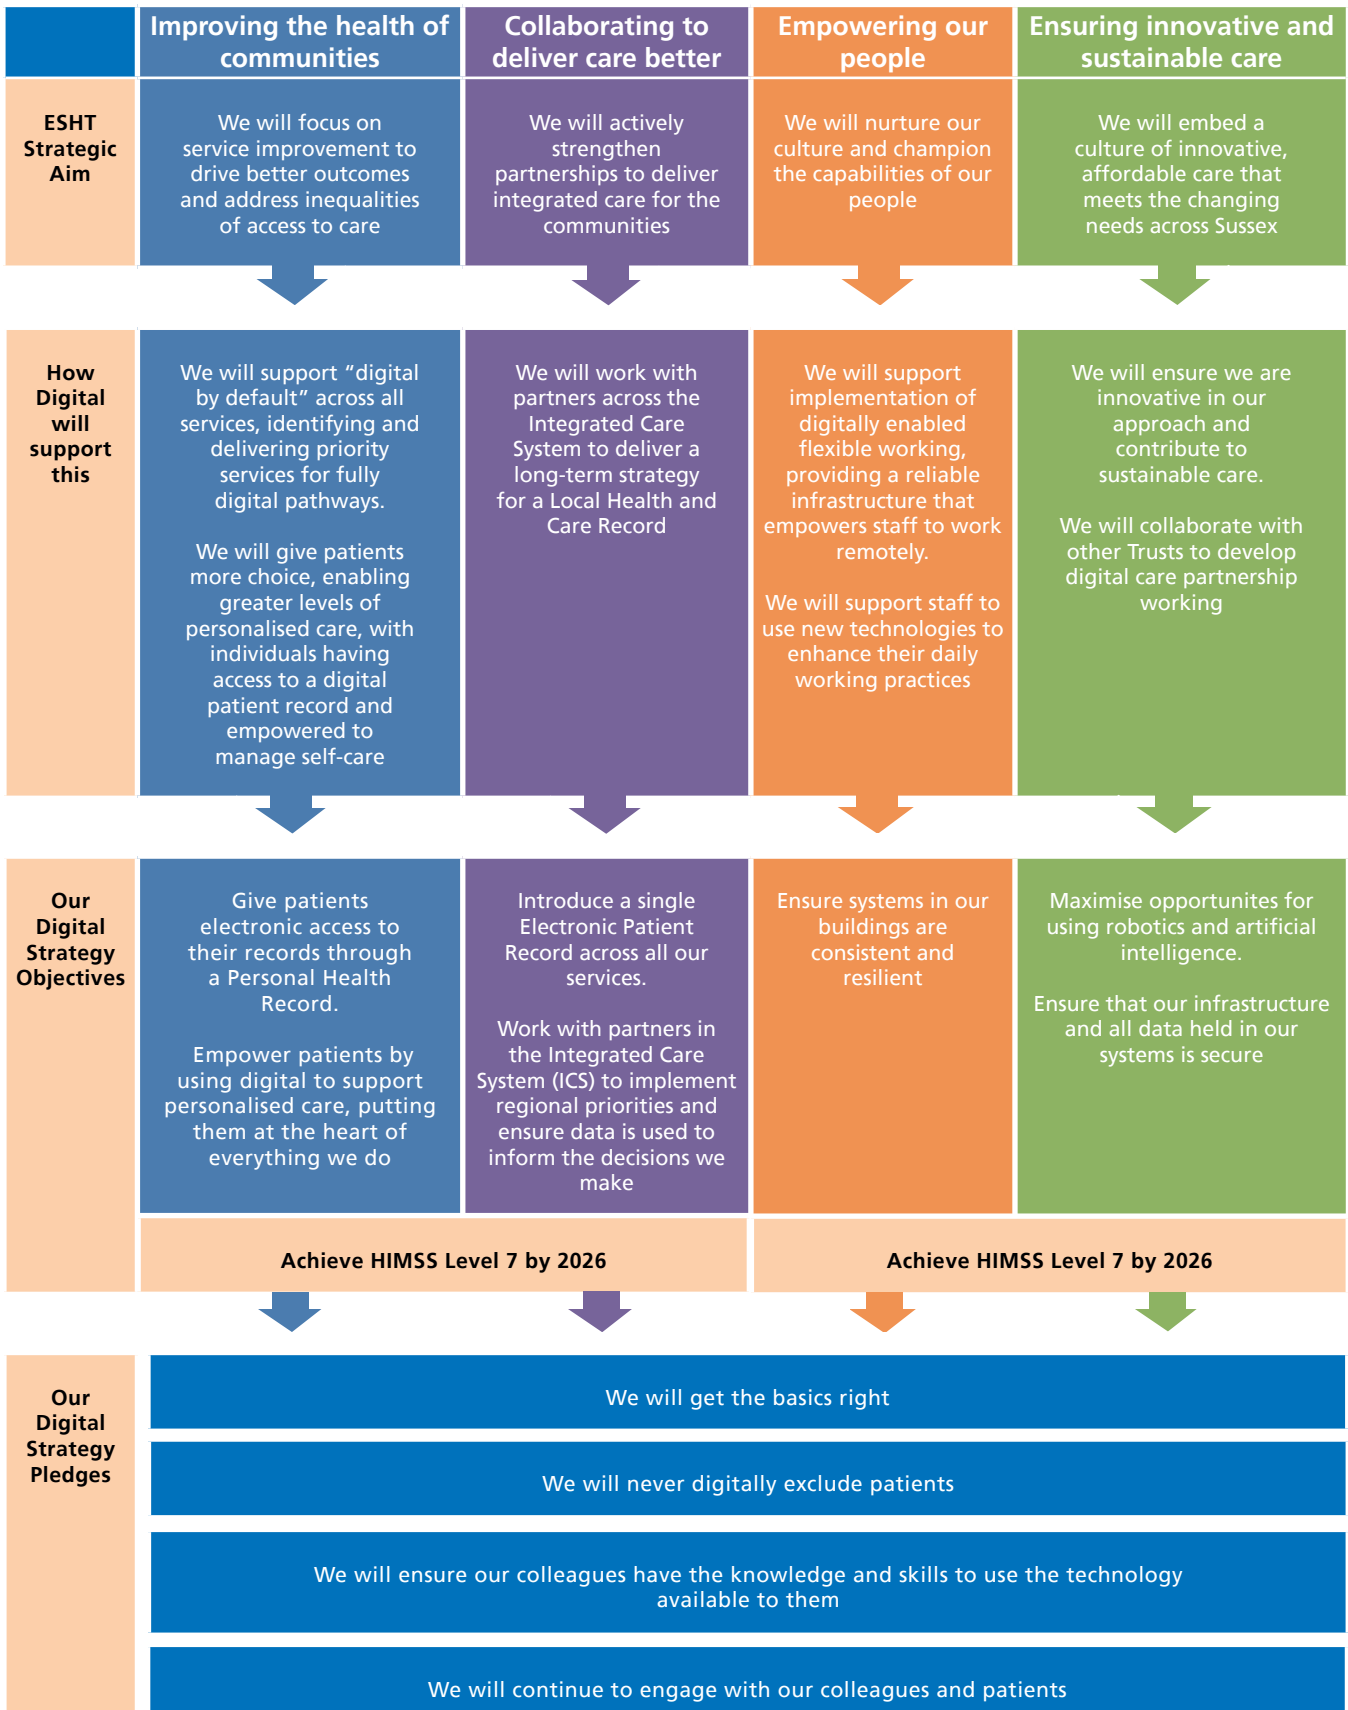 Improving the health of
communities
Collaborating to
deliver care better
Empowering our
people
Ensuring innovative and
sustainable care
ESHT
Strategic
Aim
We will focus on
service improvement to
drive better outcomes
and address inequalities
of access to care
We will actively
strengthen
partnerships to deliver
integrated care for the
communities
We will nurture our
culture and champion
the capabilities of our
people
We will embed a
culture of innovative,
affordable care that
meets the changing
needs across Sussex
How
Digital
will
support
this
We will support “digital
by default” across all
services, identifying and
delivering priority
services for fully
digital pathways.
We will give patients
more choice, enabling
greater levels of
personalised care, with
individuals having
access to a digital
patient record and
empowered to
manage self-care
We will work with
partners across the
Integrated Care
System to deliver a
long-term strategy
for a Local Health and
Care Record
We will support
implementation of
digitally enabled
flexible working,
providing a reliable
infrastructure that
empowers staff to work
remotely.
We will support staff to
use new technologies to
enhance their daily
working practices
We will ensure we are
innovative in our
approach and
contribute to
sustainable care.
We will collaborate with
other Trusts to develop
digital care partnership
working
Our
Digital
Strategy
Objectives
Give patients
electronic access to
their records through
a Personal Health
Record.
Empower patients by
using digital to support
personalised care, putting
them at the heart of
everything we do
Introduce a single
Electronic Patient
Record across all our
services.
Work with partners in
the Integrated Care
System (ICS) to implement
regional priorities and
ensure data is used to
inform the decisions we
make
Ensure systems in our
buildings are
consistent and
resilient
Maximise opportunites for
using robotics and artificial
intelligence.
Ensure that our infrastructure
and all data held in our
systems is secure
Achieve HIMSS Level 7 by 2026
Achieve HIMSS Level 7 by 2026
Our
Digital
Strategy
Pledges
We will get the basics right
We will never digitally exclude patients
We will ensure our colleagues have the knowledge and skills to use the technology
available to them
We will continue to engage with our colleagues and patients